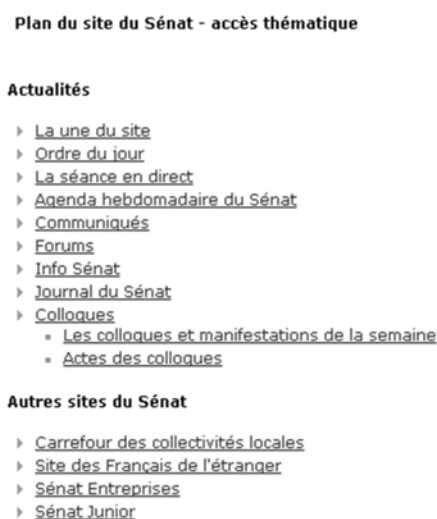 Plan du site du Sénat - accès thématique
Actualités
La une du site
Ordre du jour
La séance en direct
Agenda hebdomadaire du Sénat
Communiqués
Forums
Info Sénat
Journal du Sénat
Colloques
Les colloques et manifestations de la semaine
Actes des colloques
Autres sites du Sénat
Carrefour des collectivités locales
Site des Français de l'étranger
Sénat Entreprises
Sénat Junior